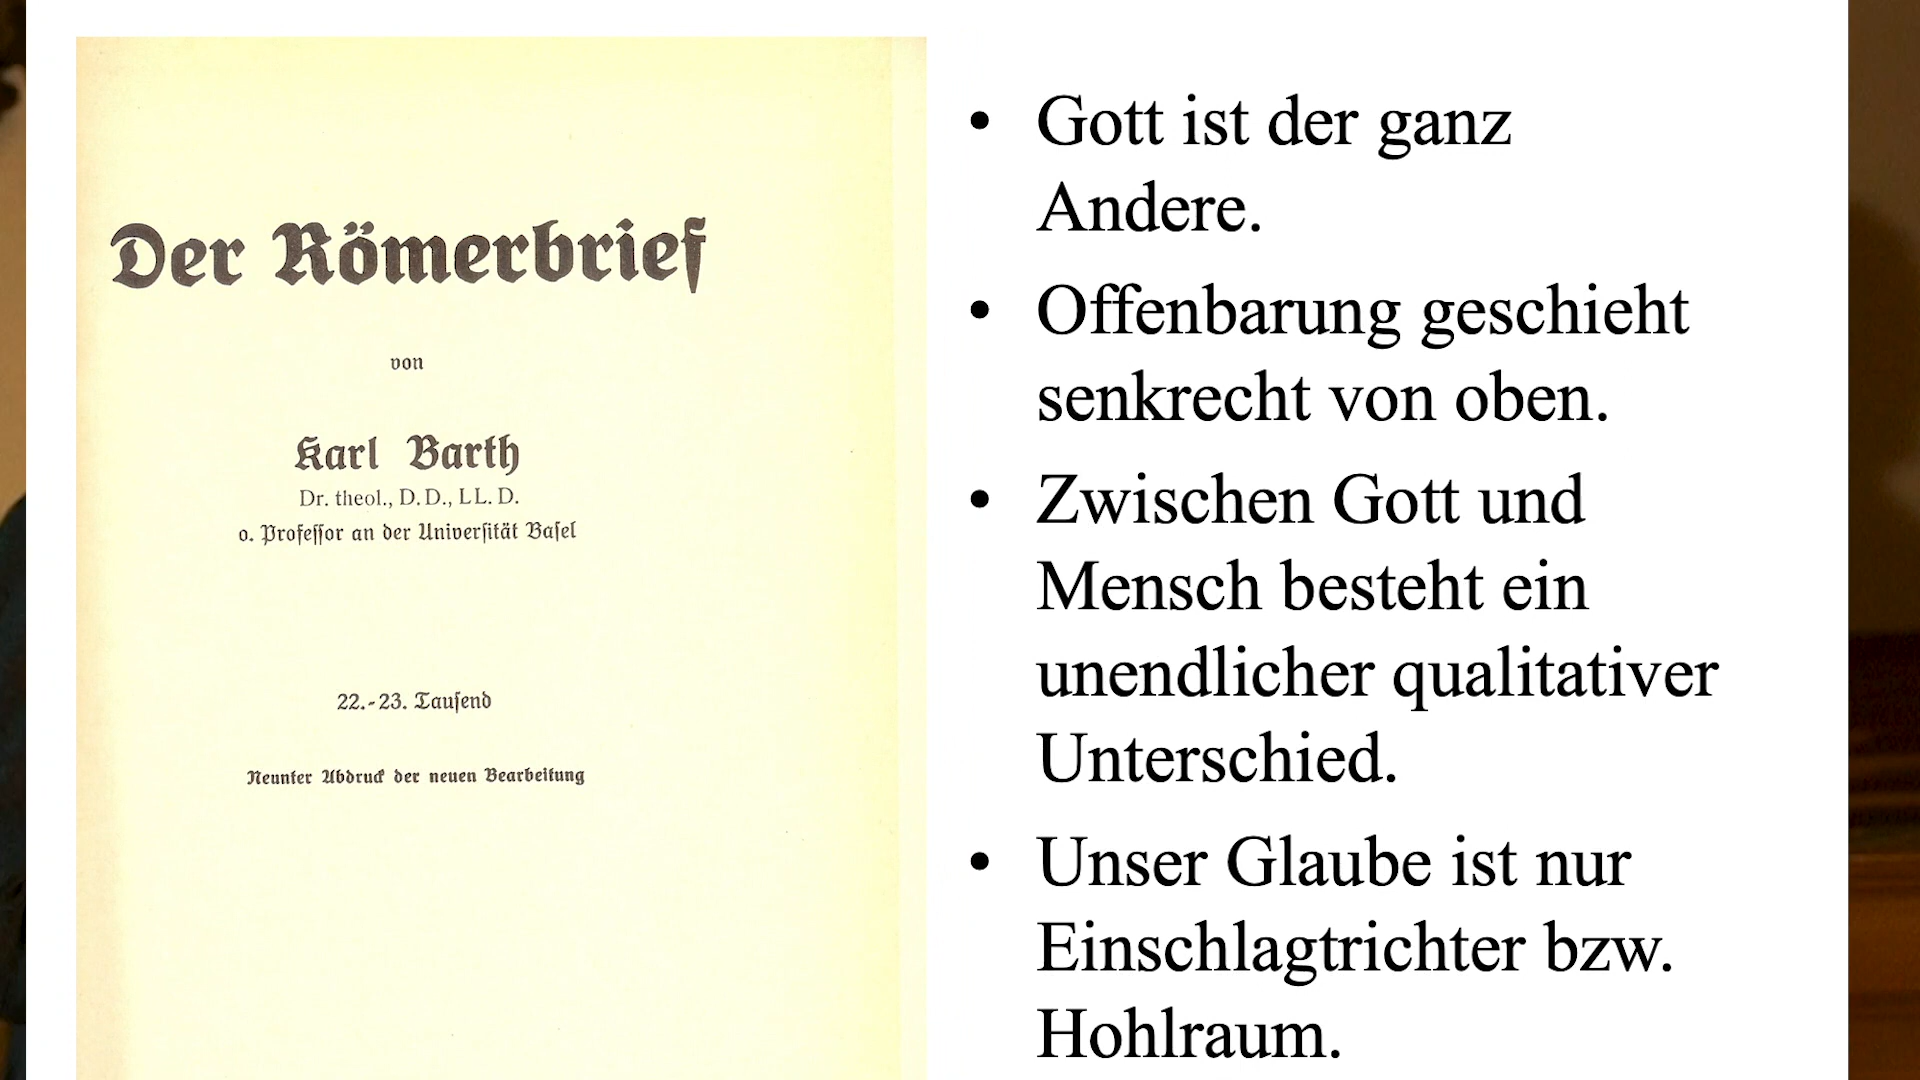 Der Römerbrief
von
Karl Barth
Dr. theol., D. D., LL. D.
o. Professor an der Universität Basel
22.-23. Tausend
Neunter Abdruck der neuen Bearbeitung
• Gott ist der ganz
Andere.
• Offenbarung geschieht
senkrecht von oben.
• Zwischen Gott und
Mensch besteht ein
unendlicher qualitativer
Unterschied.
• Unser Glaube ist nur
Einschlagtrichter bzw.
Hohlraum.